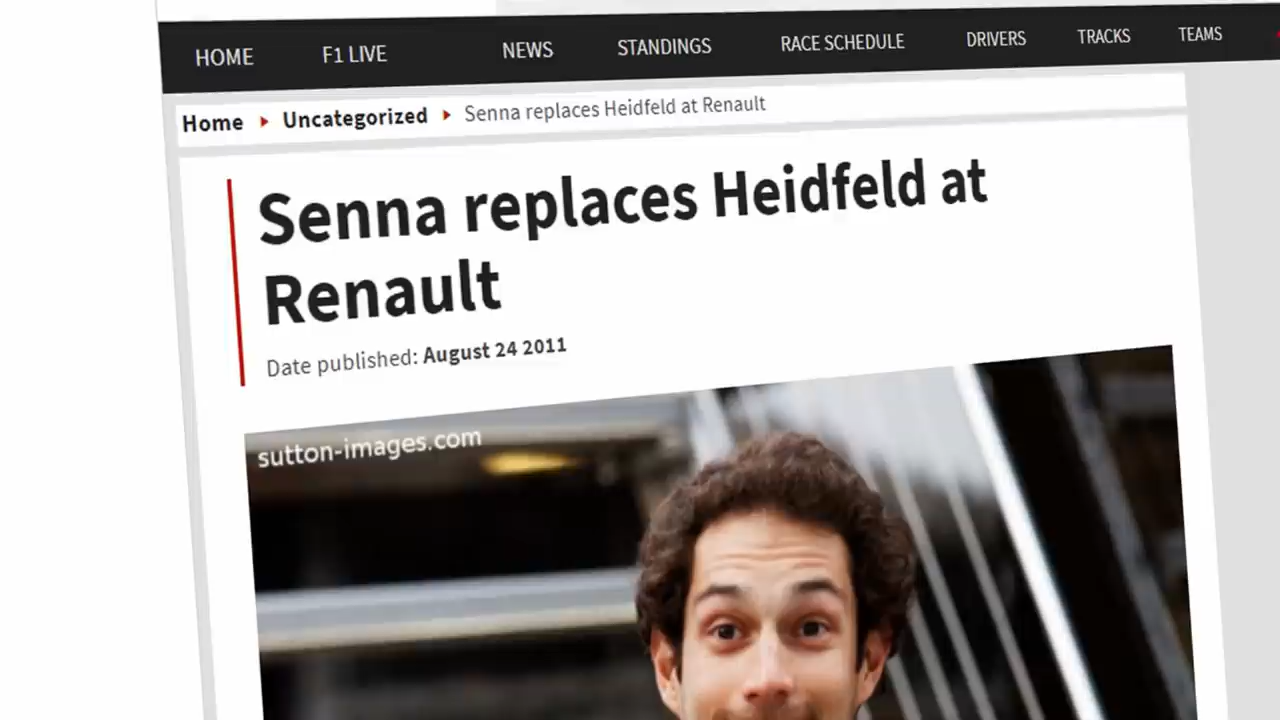 HOME F1 LIVE NEWS STANDINGS RACE SCHEDULE DRIVERS TRACKS TEAMS
Home Uncategorized Senna replaces Heidfeld at Renault
Senna replaces Heidfeld at
Renault
Date published: August 24 2011
sutton-images.com